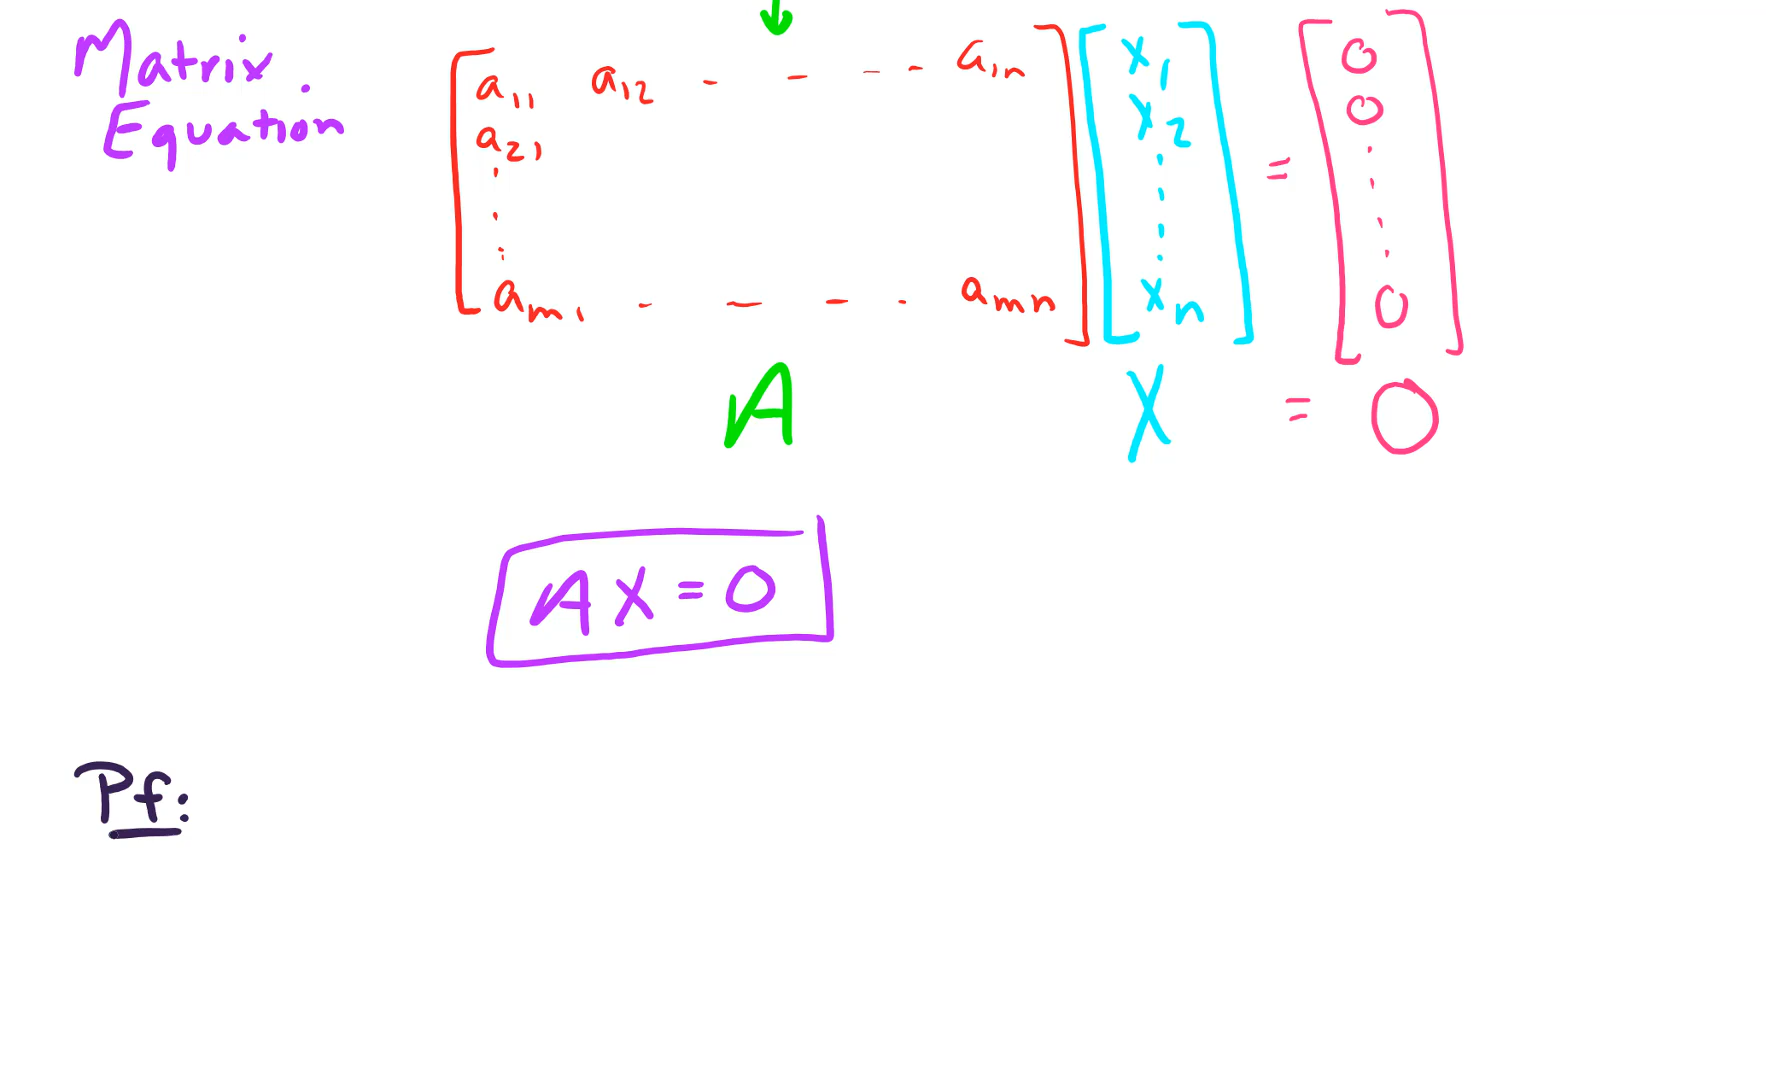 Matrix
Equation
[a₁₁ a₁₂ - - - - a₁ₙ] [x₁] = [0]
[a₂₁] [x₂] [0]
. . .
. . .
. . .
[aₘ₁ - - - . aₘₙ] [xₙ] [0]
A X = 0
AX = 0
Pf: